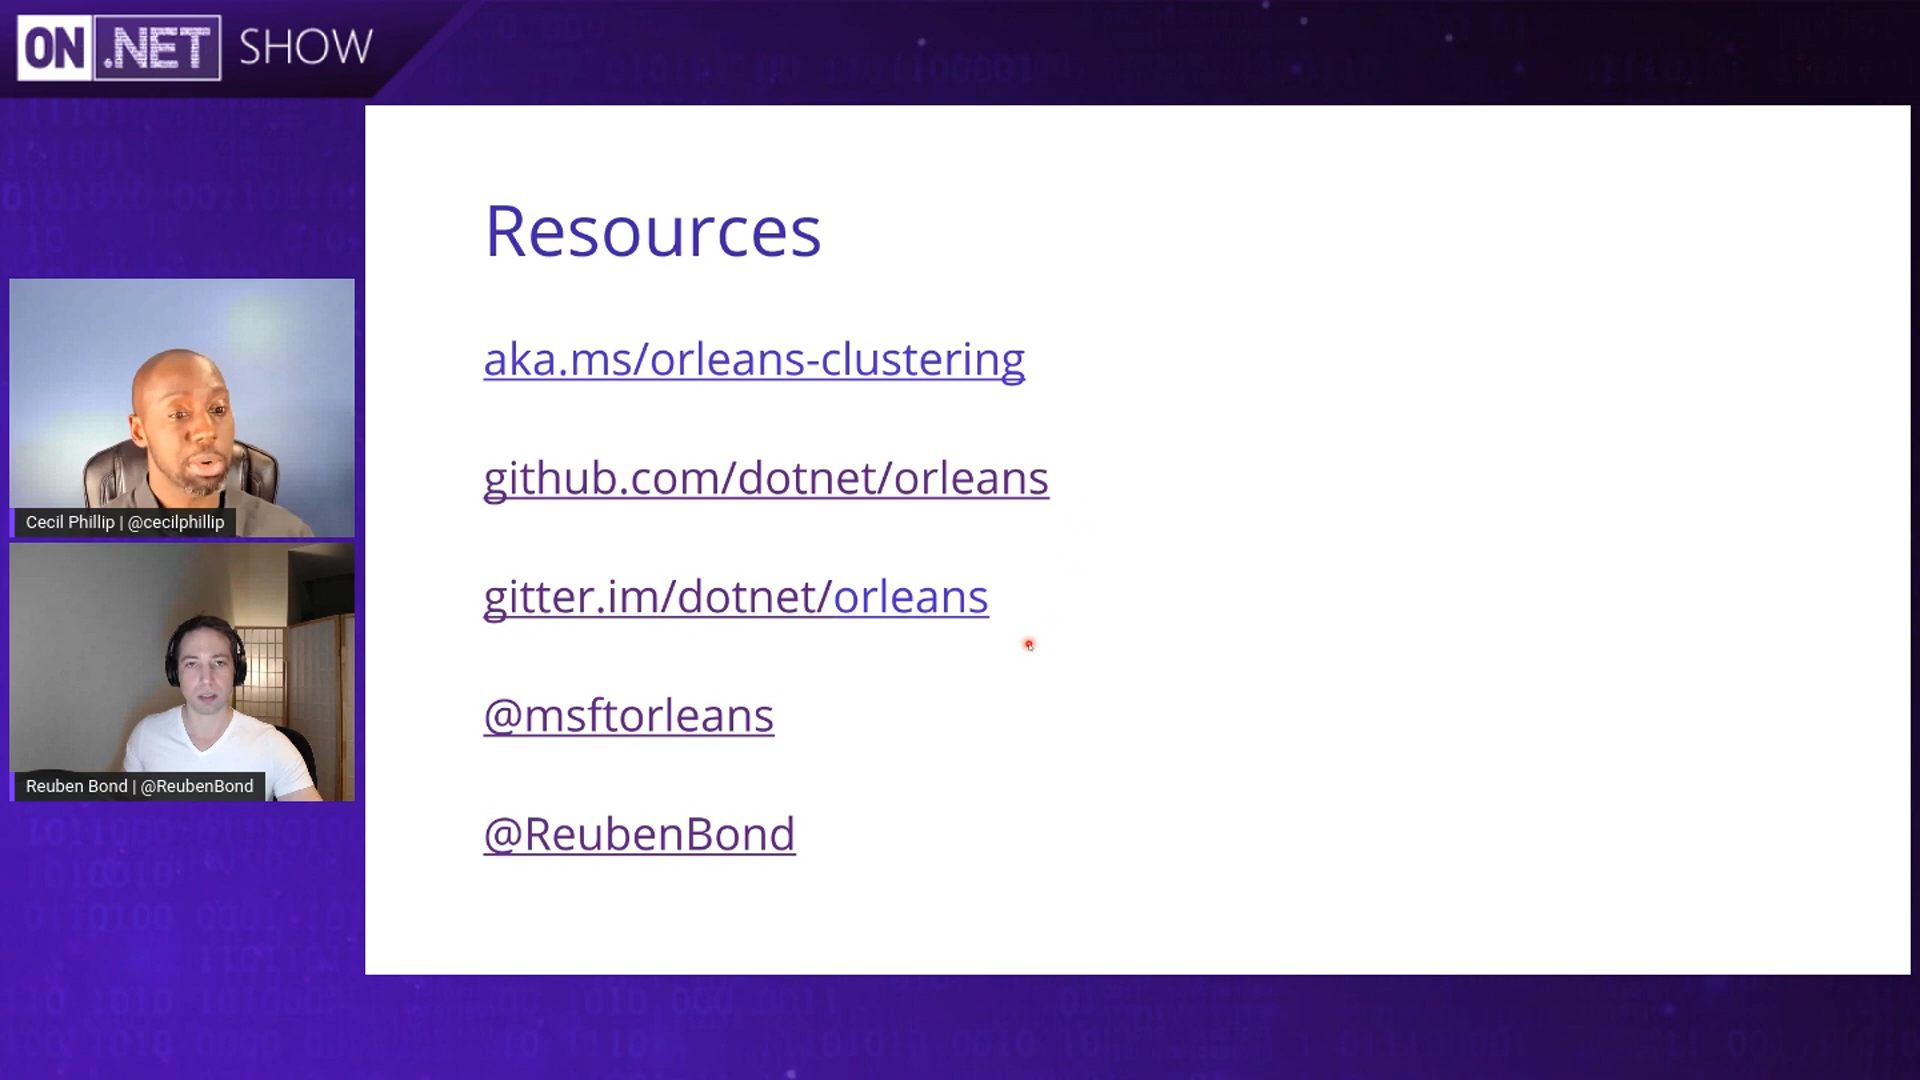 ON .NET SHOW
Resources
aka.ms/orleans-clustering
github.com/dotnet/orleans
gitter.im/dotnet/orleans
@msftorleans
@ReubenBond
Cecil Phillip | @cecilphillip
Reuben Bond | @ReubenBond